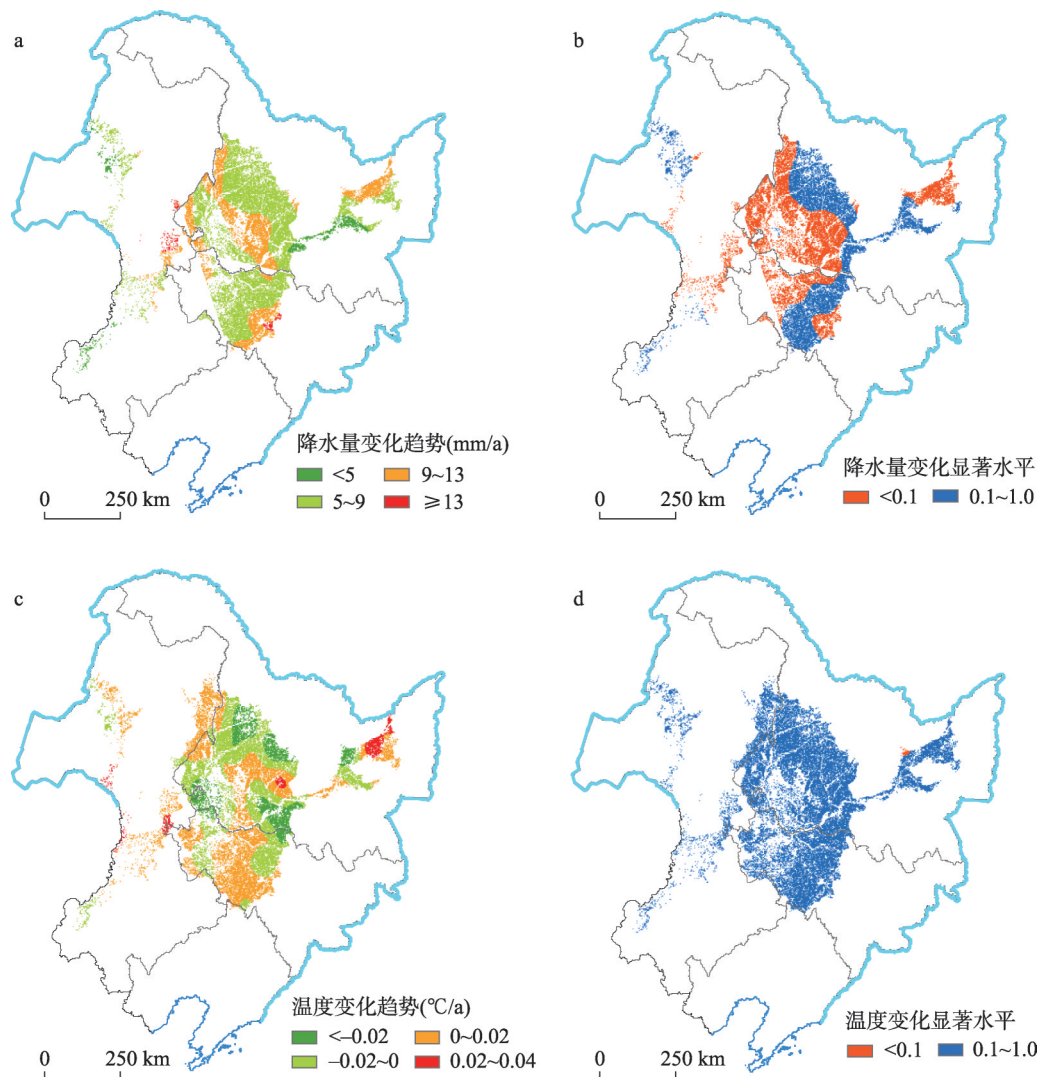 a
降水量变化趋势(mm/a)
<5
9~13
5~9
≥13
0
250 km
b
降水量变化显著水平
<0.1
0.1~1.0
0
250 km
c
温度变化趋势(℃/a)
<−0.02
0~0.02
−0.02~0
0.02~0.04
0
250 km
d
温度变化显著水平
<0.1
0.1~1.0
0
250 km